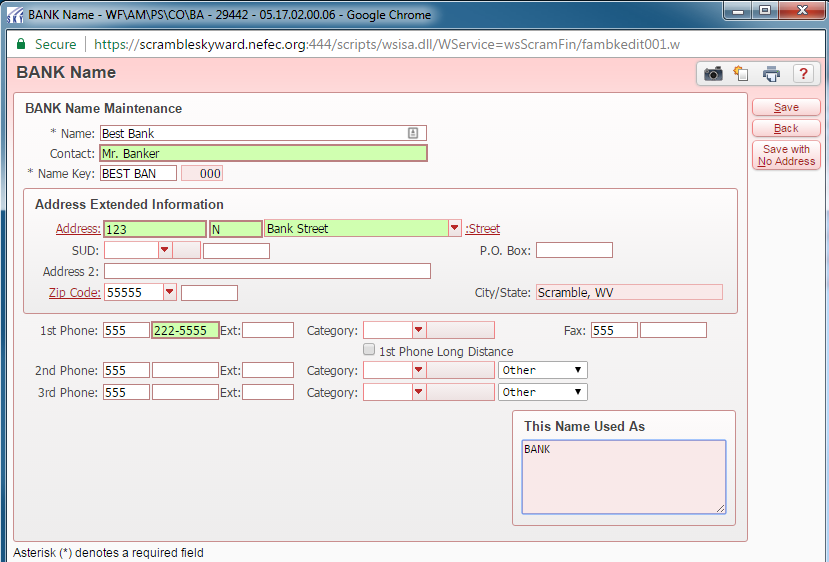 BANK Name - WF\AM\PS\CO\BA - 29442 - 05.17.02.00.06 - Google Chrome
Secure https://scrambleskyward.nefec.org:444/scripts/wsisa.dll/WService=wsScramFin/fambkedit001.w
BANK Name ?
BANK Name Maintenance
Save
* Name: Best Bank
Back
Contact: Mr. Banker
Save with
No Address
* Name Key: BEST BAN 000
Address Extended Information
Address: 123 N Bank Street :Street
SUD: P.O. Box:
Address 2:
Zip Code: 55555 City/State: Scramble, WV
1st Phone: 555 222-5555 Ext: Category: Fax: 555
1st Phone Long Distance
2nd Phone: 555 Ext: Category: Other
3rd Phone: 555 Ext: Category: Other
This Name Used As
BANK
Asterisk (*) denotes a required field